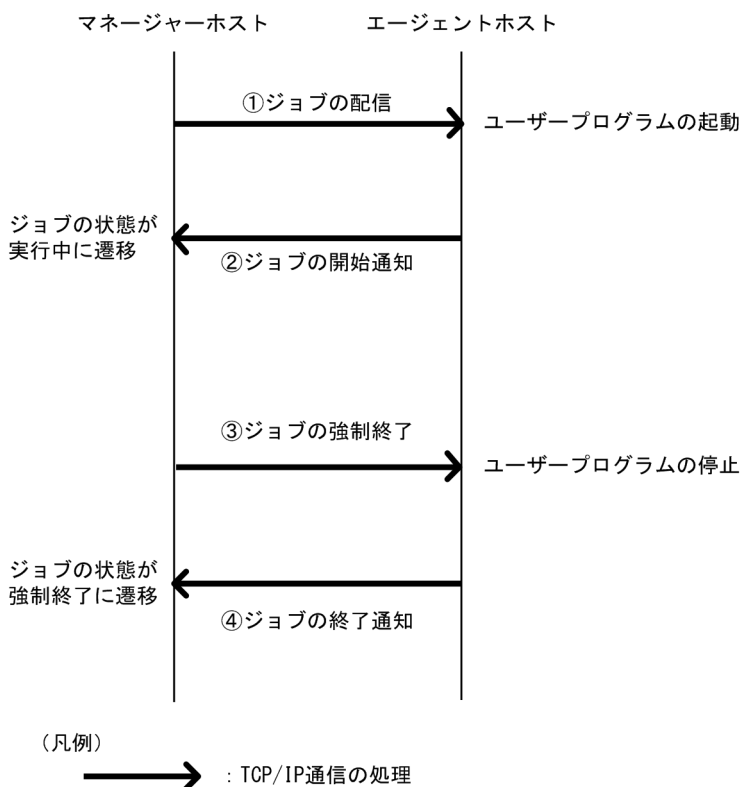 マネージャーホスト
エージェントホスト
①ジョブの配信
ユーザープログラムの起動
ジョブの状態が
実行中に遷移
②ジョブの開始通知
③ジョブの強制終了
ユーザープログラムの停止
ジョブの状態が
強制終了に遷移
④ジョブの終了通知
（凡例）
：TCP/IP通信の処理